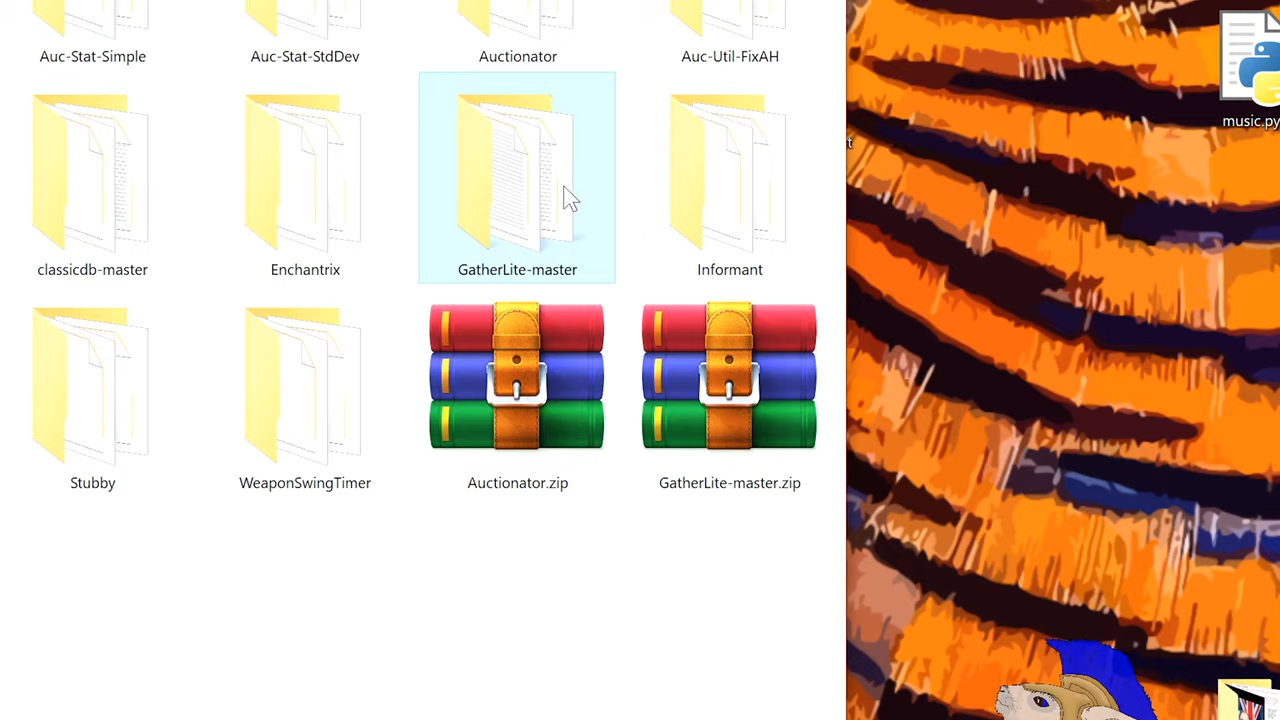 Auc-Stat-Simple
Auc-Stat-StdDev
Auctionator
Auc-Util-FixAH
music.py
t
classicdb-master
Enchantrix
GatherLite-master
Informant
Stubby
WeaponSwingTimer
Auctionator.zip
GatherLite-master.zip